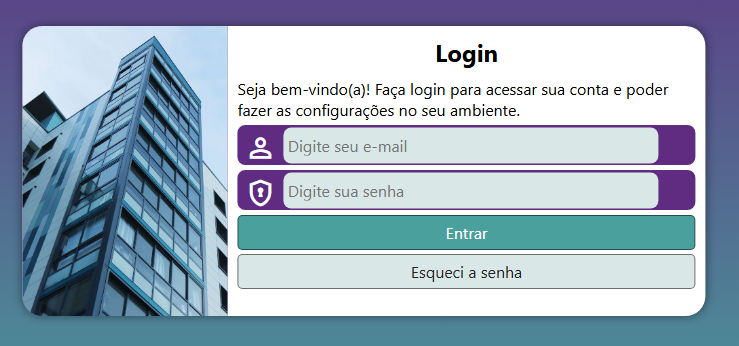 Login
Seja bem-vindo(a)! Faça login para acessar sua conta e poder
fazer as configurações no seu ambiente.
Digite seu e-mail
Digite sua senha
Entrar
Esqueci a senha